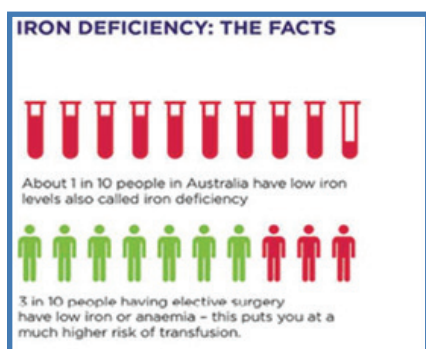 IRON DEFICIENCY: THE FACTS
About 1 in 10 people in Australia have low iron
levels also called iron deficiency
3 in 10 people having elective surgery
have low iron or anaemia – this puts you at a
much higher risk of transfusion.